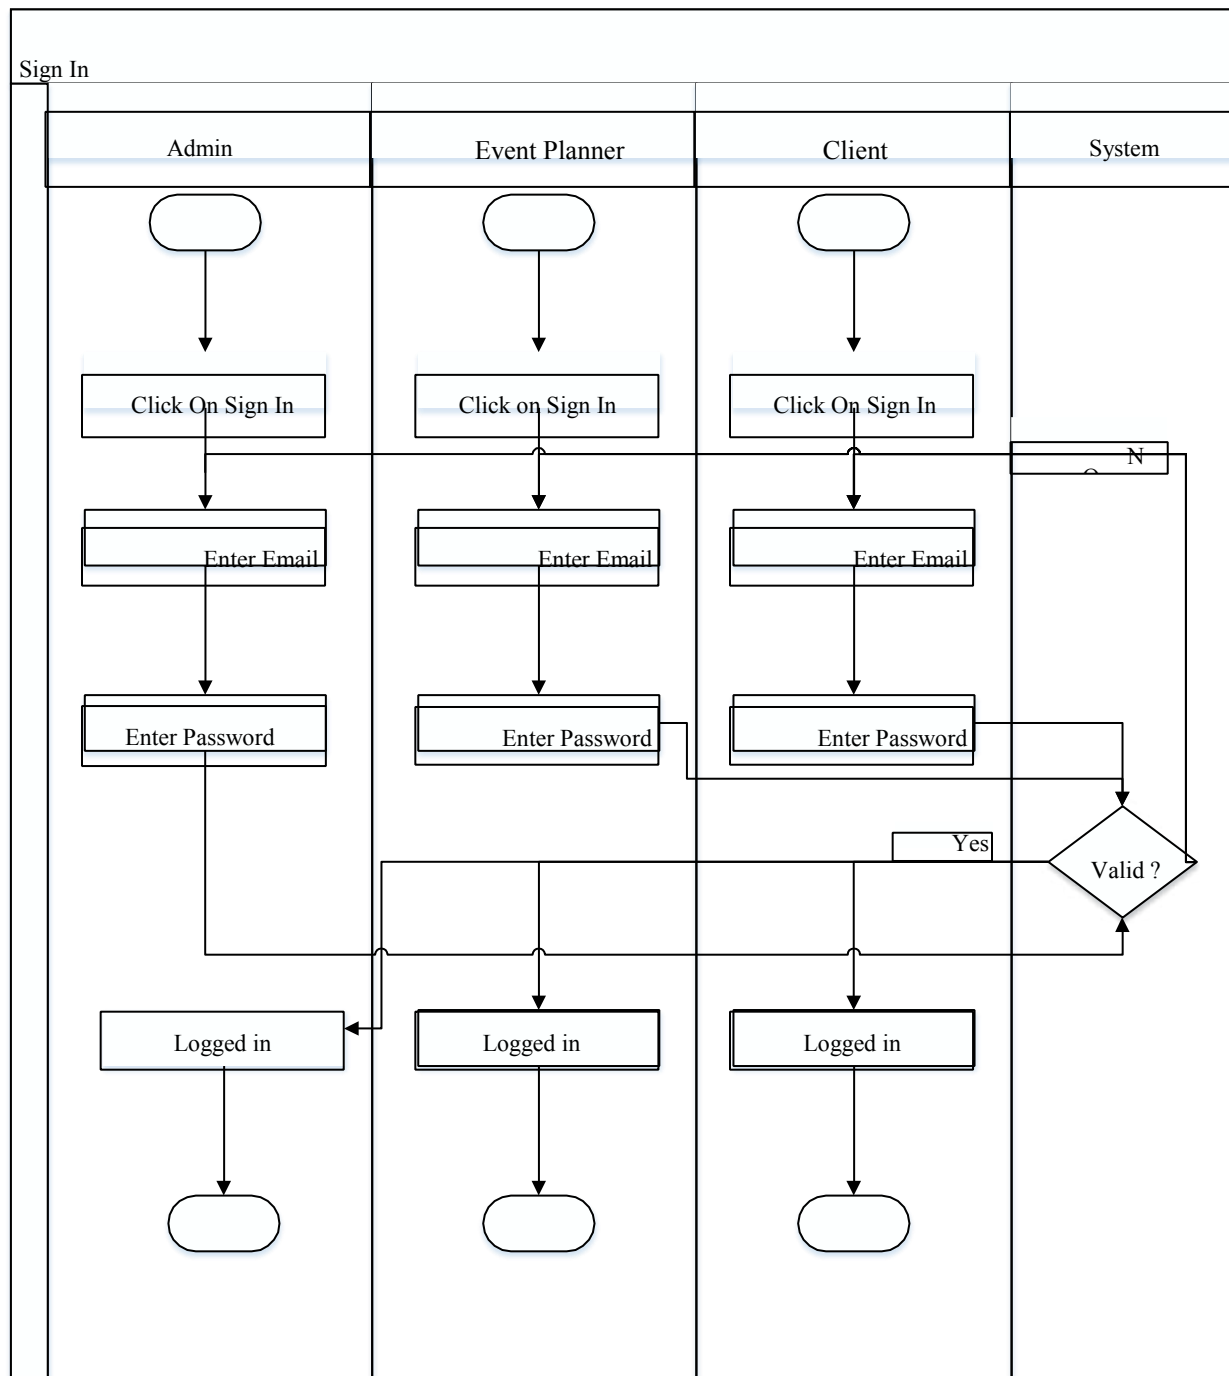 Sign In
Admin
Event Planner
Client
System
Click On Sign In
Click on Sign In
Click On Sign In
N
Enter Email
Enter Email
Enter Email
Enter Password
Enter Password
Enter Password
Yes
Valid ?
Logged in
Logged in
Logged in